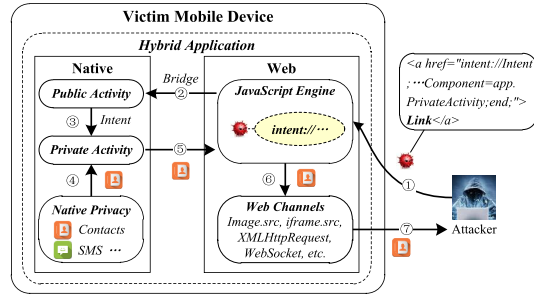 Victim Mobile Device
Hybrid Application
Native
Web
Bridge
Public Activity
②
JavaScript Engine
③
Intent
intent://⋯
Private Activity
⑤
④
⑥
Native Privacy
Contacts
SMS ⋯
Web Channels
Image.src, iframe.src,
XMLHttpRequest,
WebSocket, etc.
<a href="intent://Intent
;⋯Component=app.
PrivateActivity;end;">
Link</a>
①
⑦
Attacker